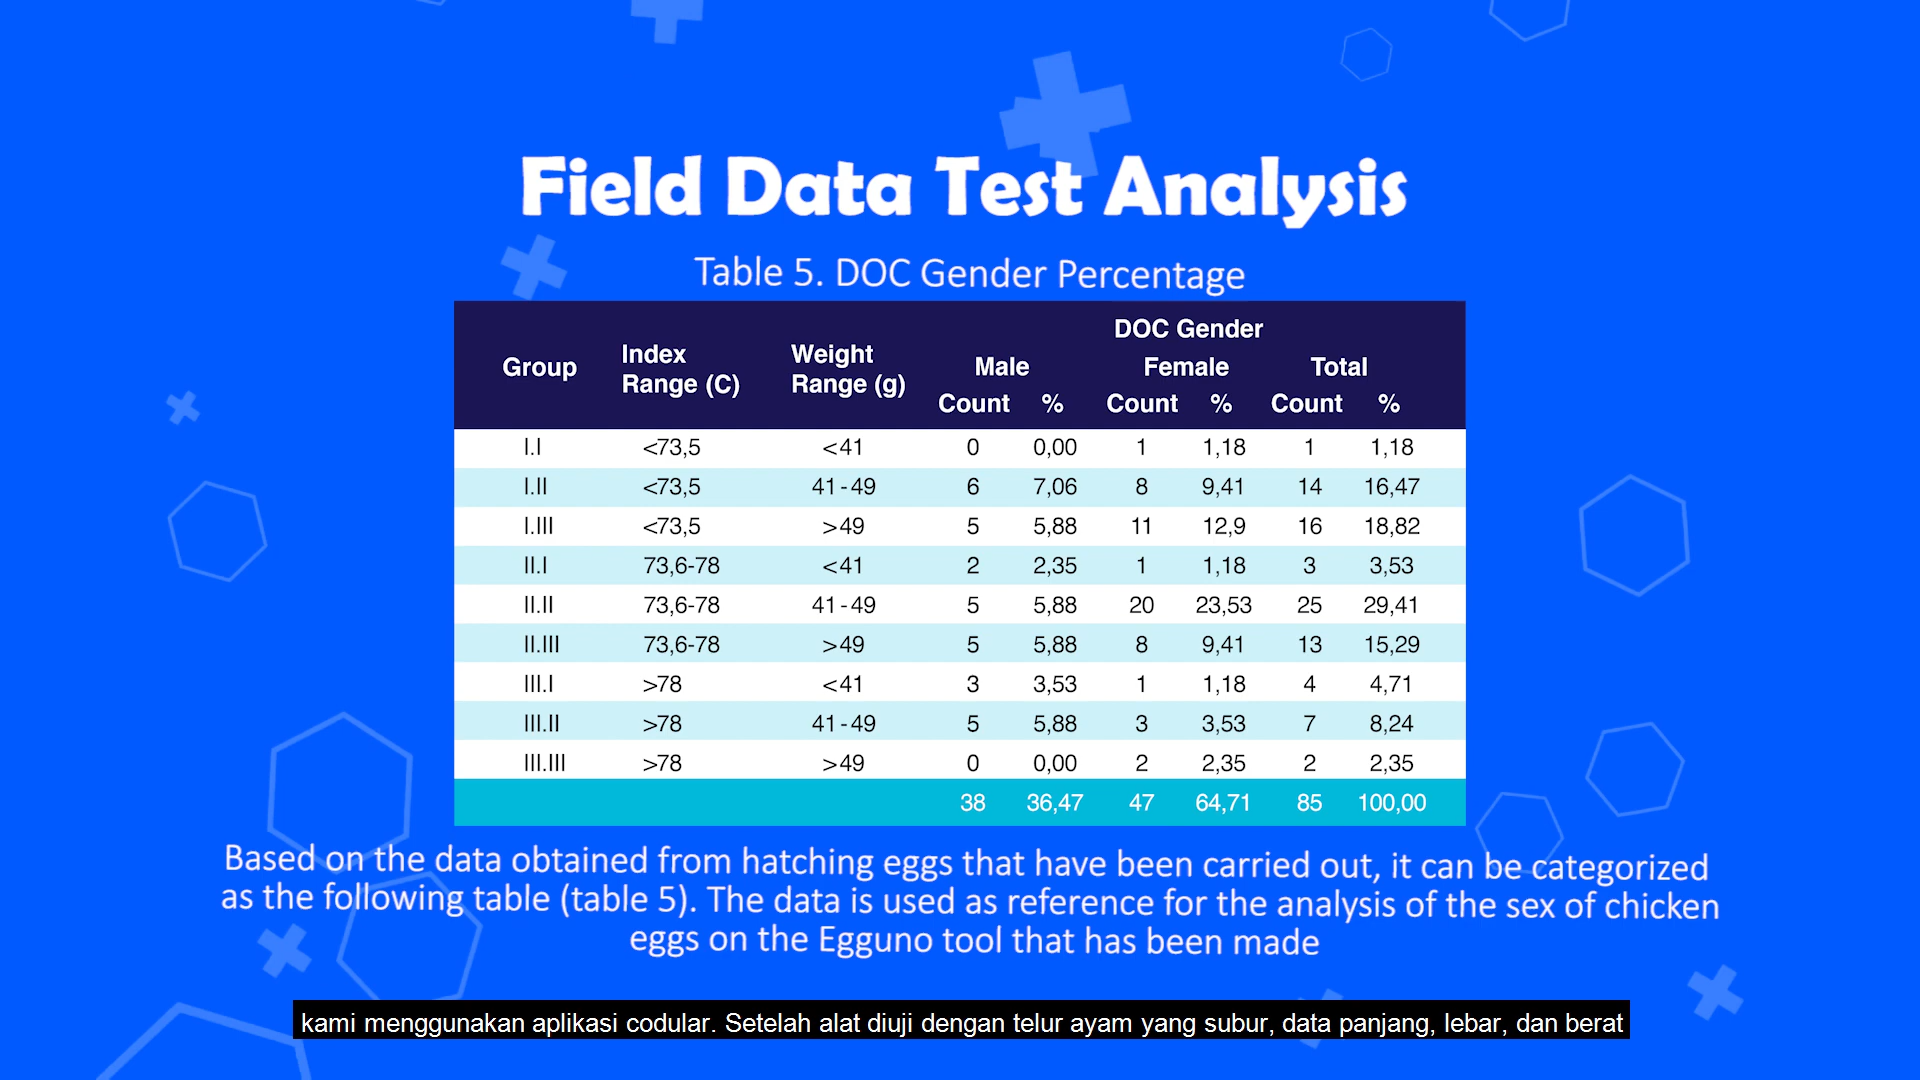 Field Data Test Analysis
Table 5. DOC Gender Percentage
Group Index Range (C) Weight Range (g) DOC Gender
Male Female Total
Count % Count % Count %
I.I <73,5 <41 0 0,00 1 1,18 1 1,18
I.II <73,5 41-49 6 7,06 8 9,41 14 16,47
I.III <73,5 >49 5 5,88 11 12,9 16 18,82
II.I 73,6-78 <41 2 2,35 1 1,18 3 3,53
II.II 73,6-78 41-49 5 5,88 20 23,53 25 29,41
II.III 73,6-78 >49 5 5,88 8 9,41 13 15,29
III.I >78 <41 3 3,53 1 1,18 4 4,71
III.II >78 41-49 5 5,88 3 3,53 7 8,24
III.III >78 >49 0 0,00 2 2,35 2 2,35
38 36,47 47 64,71 85 100,00
Based on the data obtained from hatching eggs that have been carried out, it can be categorized
as the following table (table 5). The data is used as reference for the analysis of the sex of chicken
eggs on the Egguno tool that has been made
kami menggunakan aplikasi codular. Setelah alat diuji dengan telur ayam yang subur, data panjang, lebar, dan berat